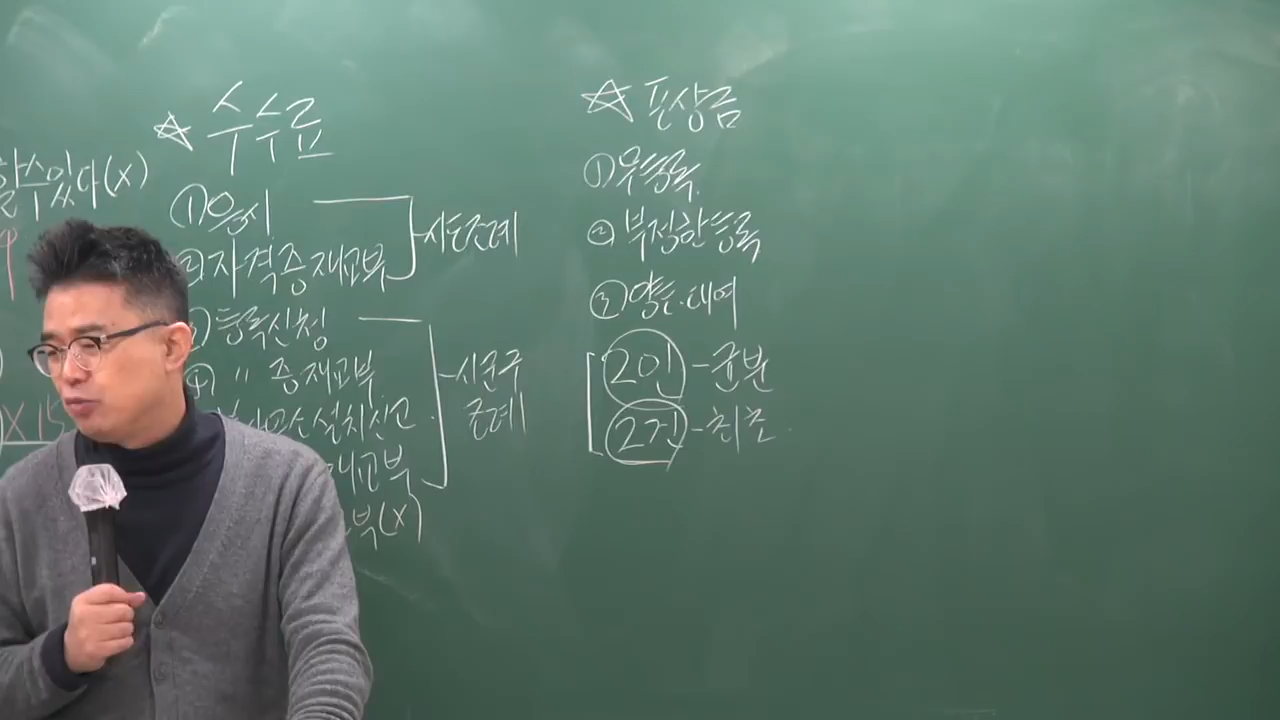 할수있다(X)
☆ 수수료
①응시
②자격증 재교부
시·도조례
등록신청
④ 〃 증 재교부
시군구
조례
설치신고
재교부
부(X)
X 15
☆ 포상금
①무등록
②부정한등록
③양도·대여
2인 - 균분
2건 - 최초